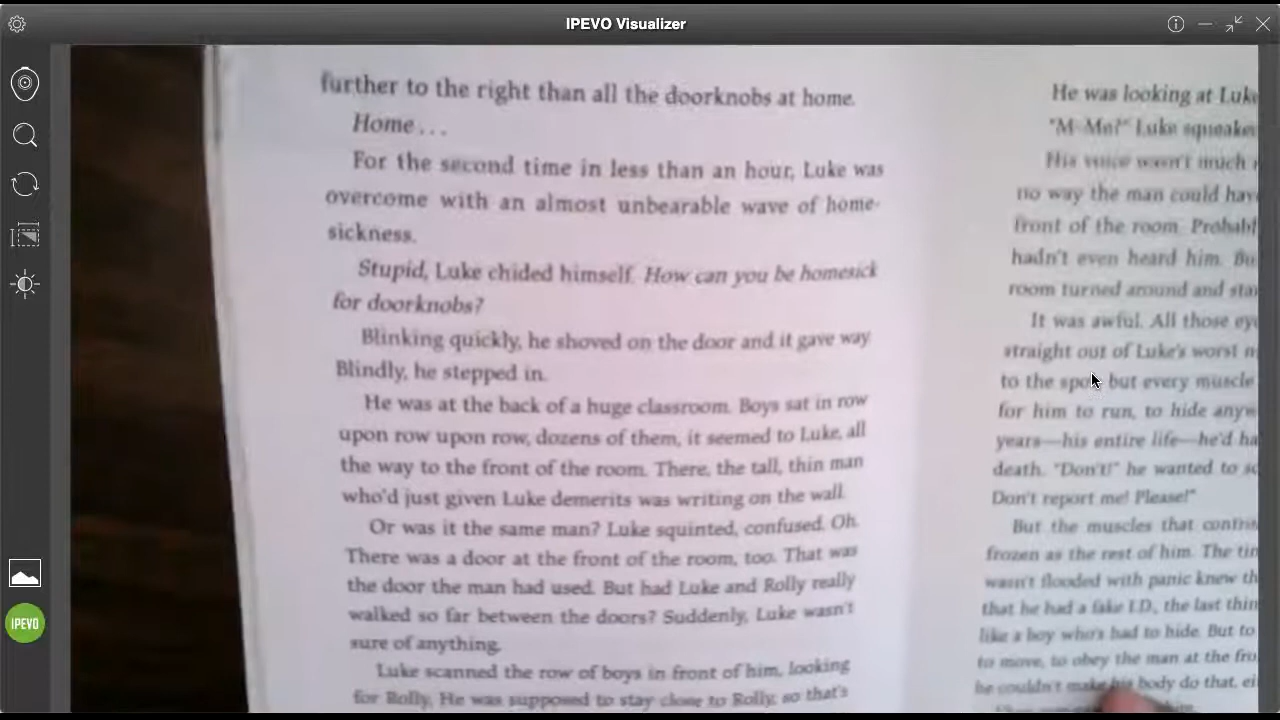 IPEVO Visualizer
further to the right than all the doorknobs at home.
Home . . .
For the second time in less than an hour, Luke was
overcome with an almost unbearable wave of home-
sickness.
Stupid, Luke chided himself. How can you be homesick
for doorknobs?
Blinking quickly, he shoved on the door and it gave way.
Blindly, he stepped in.
He was at the back of a huge classroom. Boys sat in row
upon row upon row, dozens of them, it seemed to Luke, all
the way to the front of the room. There, the tall, thin man
who'd just given Luke demerits was writing on the wall.
Or was it the same man? Luke squinted, confused. Oh.
There was a door at the front of the room, too. That was
the door the man had used. But had Luke and Rolly really
walked so far between the doors? Suddenly, Luke wasn't
sure of anything.
Luke scanned the row of boys in front of him, looking
for Rolly. He was supposed to stay close to Rolly, so that's
He was looking at Luke
"M-Me?" Luke squeake
His voice wasn't much
no way the man could hav
front of the room. Probabl
hadn't even heard him. Bu
room turned around and sta
It was awful. All those ey
straight out of Luke's worst n
to the spot, but every muscle
for him to run, to hide anyw
years—his entire life—he'd ha
death. "Don't!" he wanted to sc
Don't report me! Please!"
But the muscles that contr
frozen as the rest of him. The tin
wasn't flooded with panic knew th
that he had a fake I.D., the last thin
like a boy who's had to hide. But to
to move, to obey the man at the fro
he couldn't make his body do that, ei
IPEVO